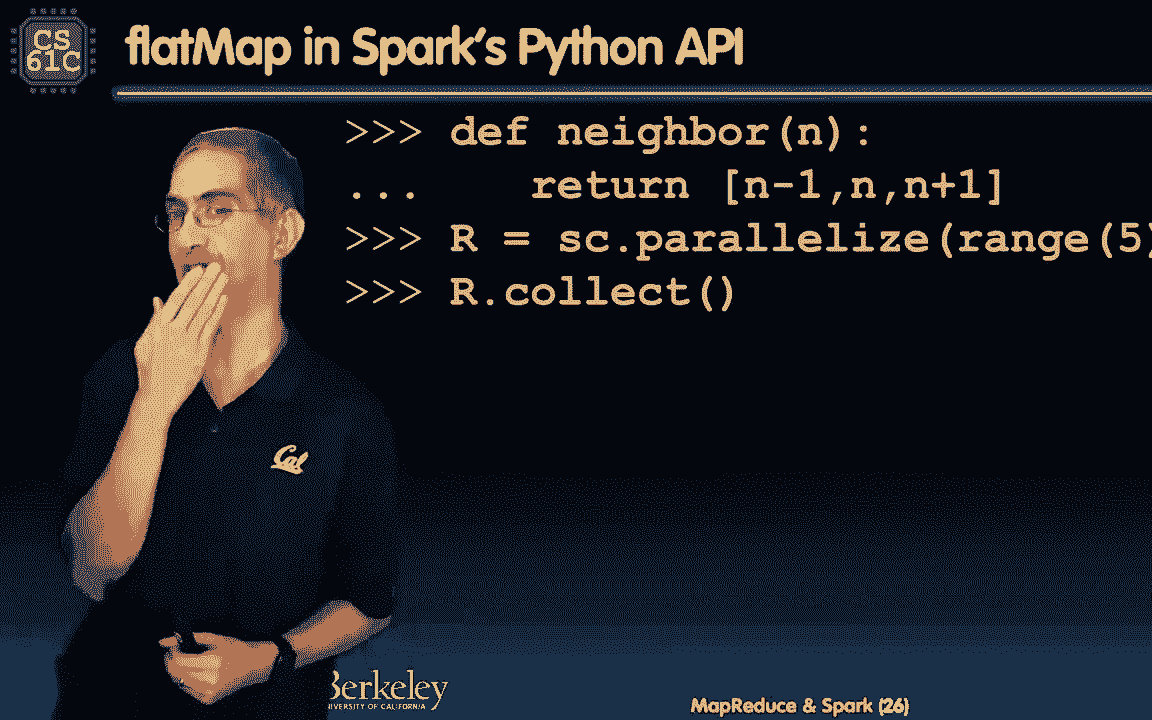 CS
61C
flatMap in Spark's Python API
>>> def neighbor(n):
...    return [n-1,n,n+1]
>>> R = sc.parallelize(range(5)
>>> R.collect()
Cal
Berkeley
UNIVERSITY OF CALIFORNIA
MapReduce & Spark (26)